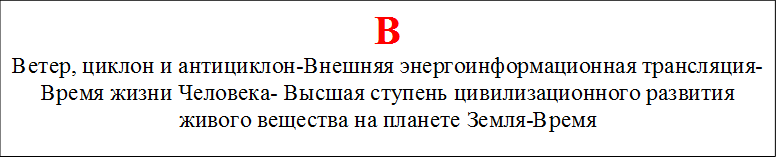 В
Ветер, циклон и антициклон-Внешняя энергоинформационная трансляция-
Время жизни Человека- Высшая ступень цивилизационного развития
живого вещества на планете Земля-Время